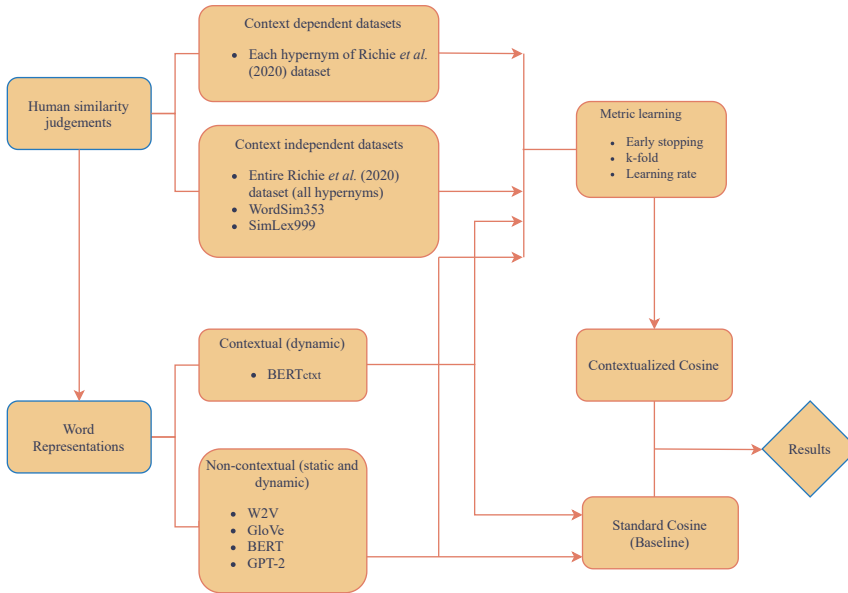 Context dependent datasets
• Each hypernym of Richie et al.
(2020) dataset
Human similarity
judgements
Context independent datasets
• Entire Richie et al. (2020)
dataset (all hypernyms)
• WordSim353
• SimLex999
Metric learning
• Early stopping
• k-fold
• Learning rate
Contextual (dynamic)
• BERTctxt
Contextualized Cosine
Word
Representations
Non-contextual (static and
dynamic)
• W2V
• GloVe
• BERT
• GPT-2
Results
Standard Cosine
(Baseline)